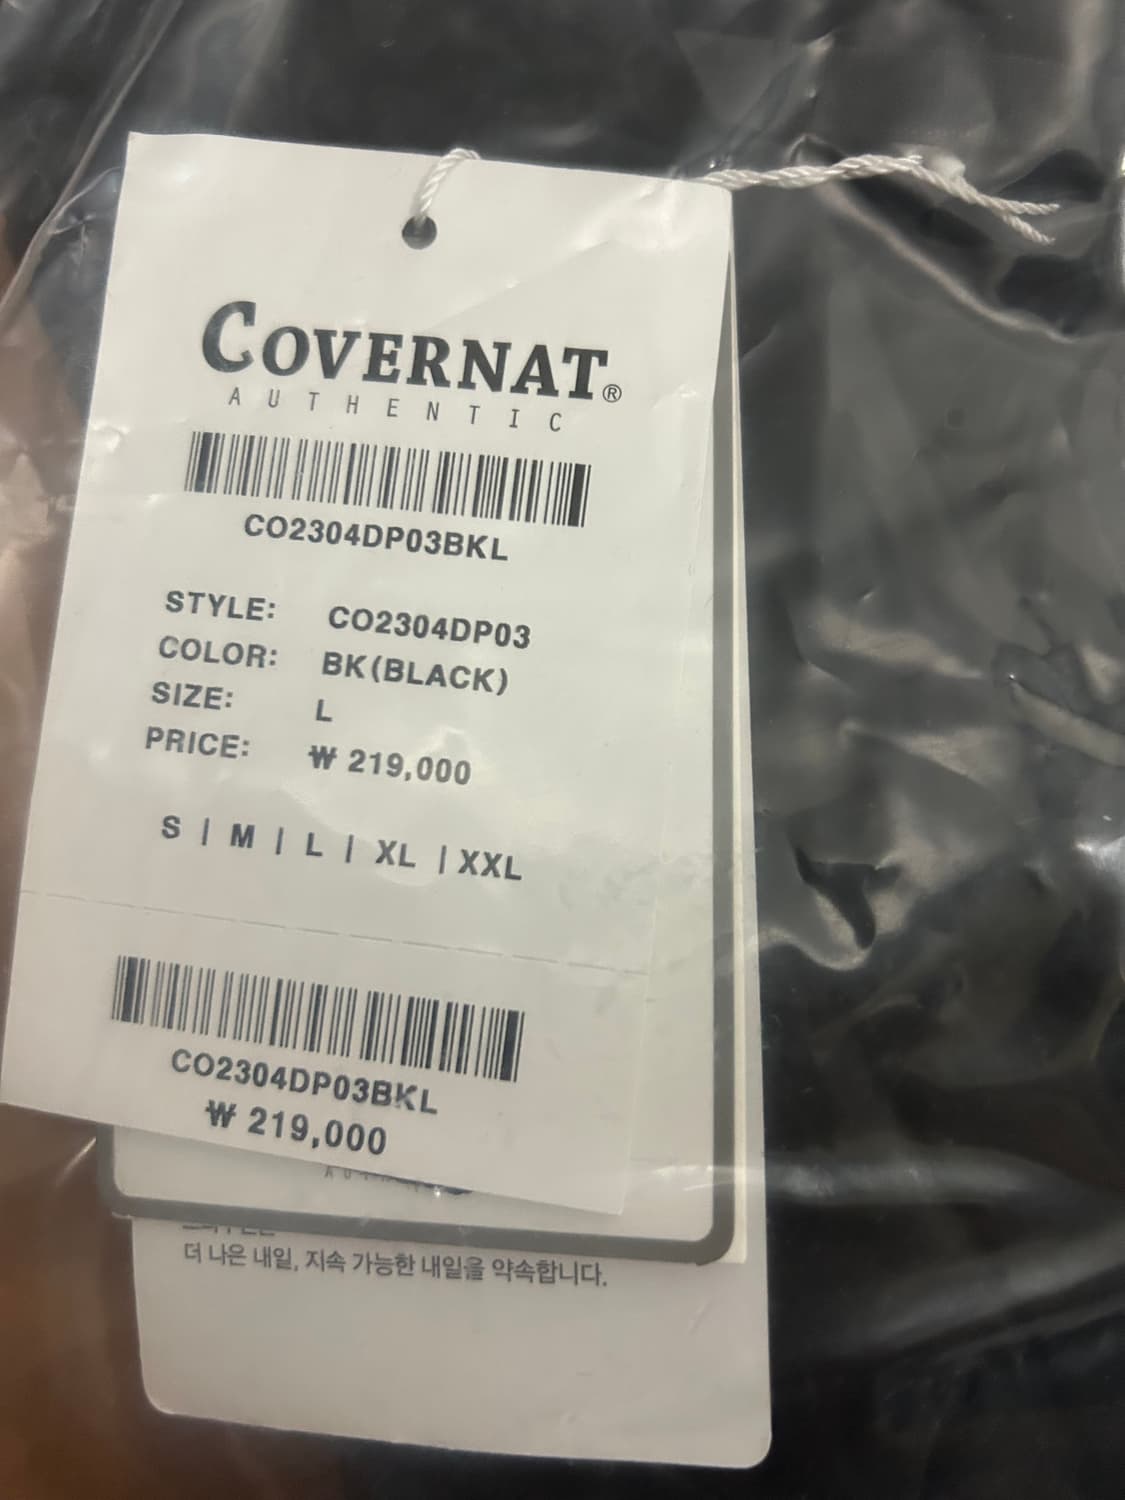 COVERNAT®
AUTHENTIC
CO2304DP03BKL
STYLE: CO2304DP03
COLOR: BK(BLACK)
SIZE: L
PRICE: ₩ 219,000
S | M | L | XL | XXL
CO2304DP03BKL
₩ 219,000
더 나은 내일, 지속 가능한 내일을 약속합니다.